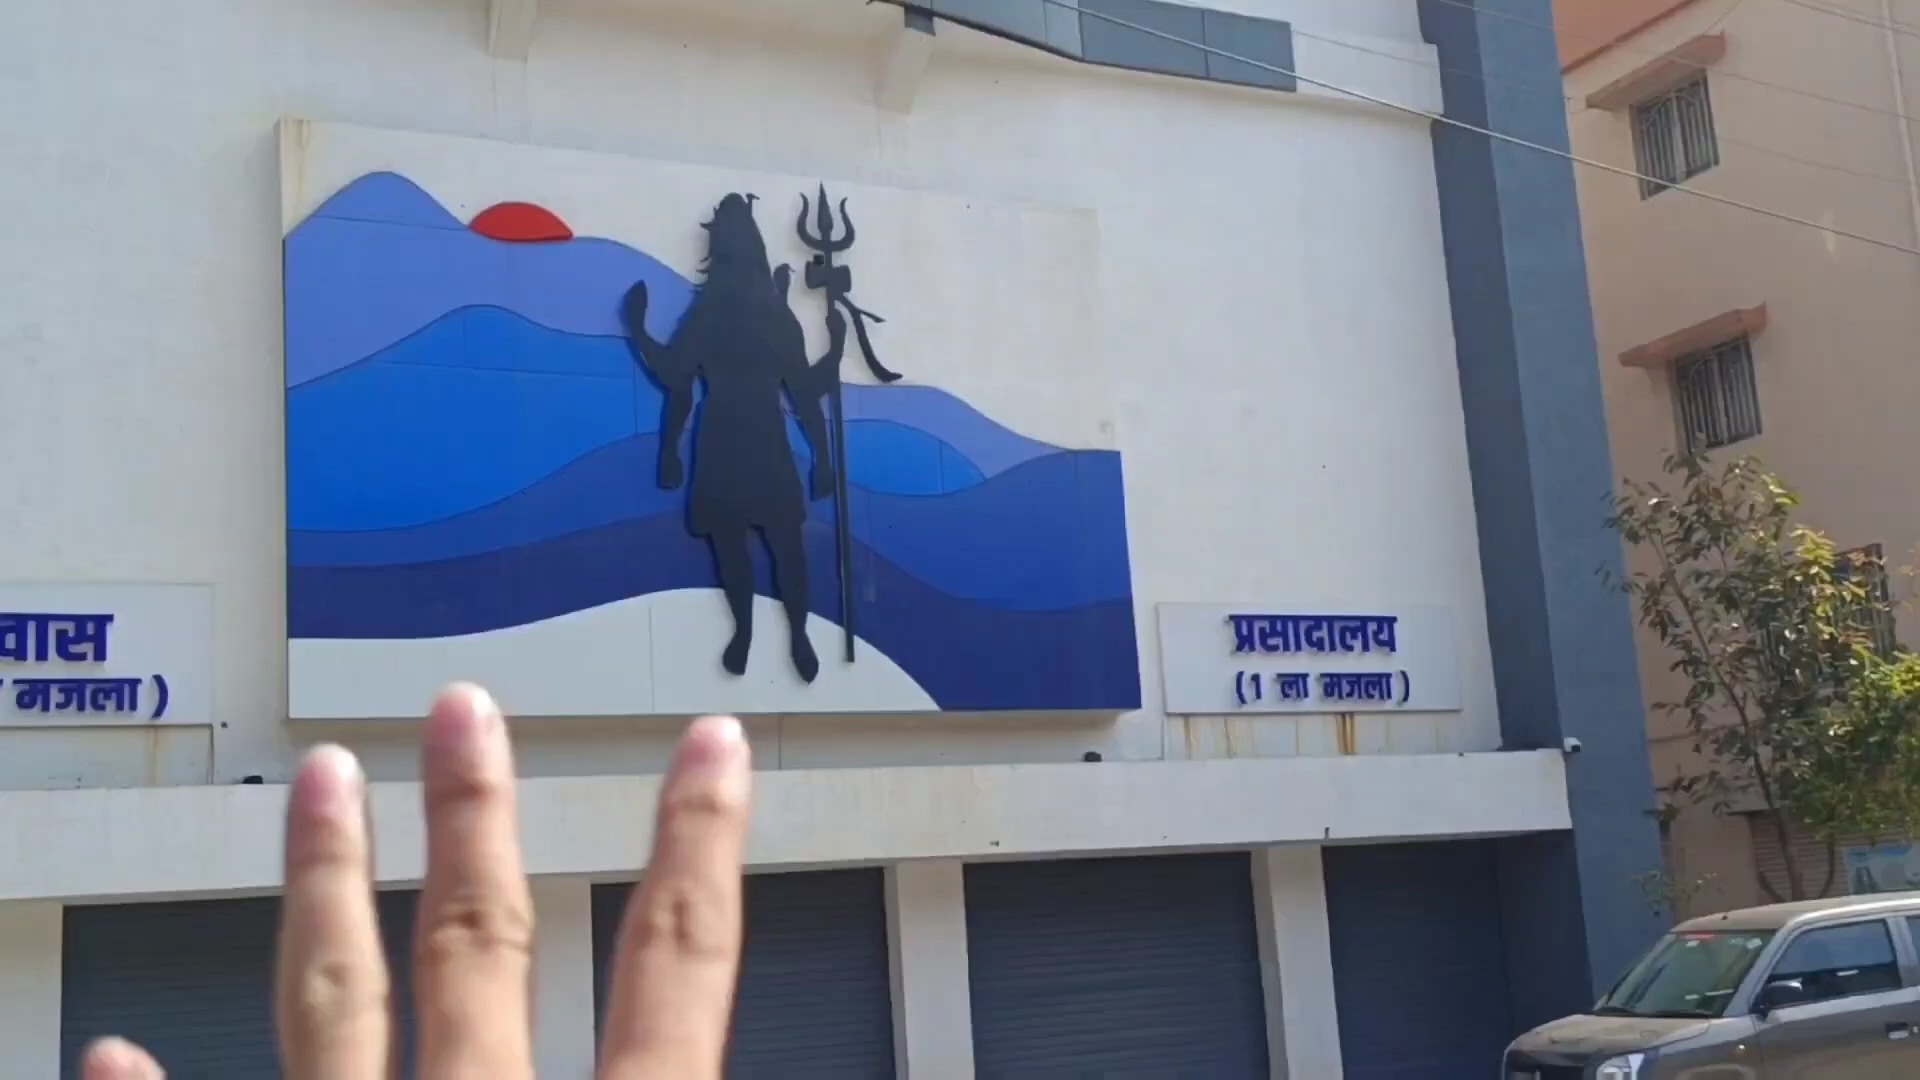 वास
मजला )
प्रसादालय
(1 ला मजला )